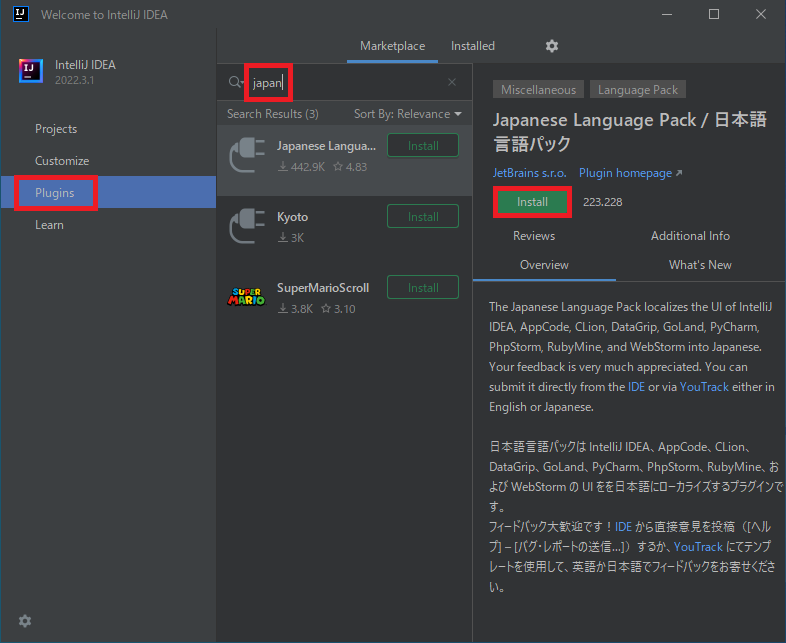 Welcome to IntelliJ IDEA
IntelliJ IDEA
2022.3.1
Projects
Customize
Plugins
Learn
Marketplace
Installed
japan
Search Results (3)
Sort By: Relevance
Japanese Langua...
Install
442.9K
4.83
Kyoto
Install
3K
SUPER
MARIO
SuperMarioScroll
Install
3.8K
3.10
Miscellaneous
Language Pack
Japanese Language Pack / 日本語
言語パック
JetBrains s.r.o.
Plugin homepage
Install
223.228
Reviews
Additional Info
Overview
What's New
The Japanese Language Pack localizes the UI of IntelliJ
IDEA, AppCode, CLion, DataGrip, GoLand, PyCharm,
PhpStorm, RubyMine, and WebStorm into Japanese.
Your feedback is very much appreciated. You can
submit it directly from the IDE or via YouTrack either in
English or Japanese.
日本語言語パックは IntelliJ IDEA、AppCode、CLion、
DataGrip、GoLand、PyCharm、PhpStorm、RubyMine、お
よび WebStorm の UI をを日本語にローカライズするプラグインで
す。
フィードバック大歓迎です！IDE から直接意見を投稿（[ヘル
プ] – [バグ・レポートの送信...]）するか、YouTrack にてテンプ
レートを使用して、英語か日本語でフィードバックをお寄せくださ
い。